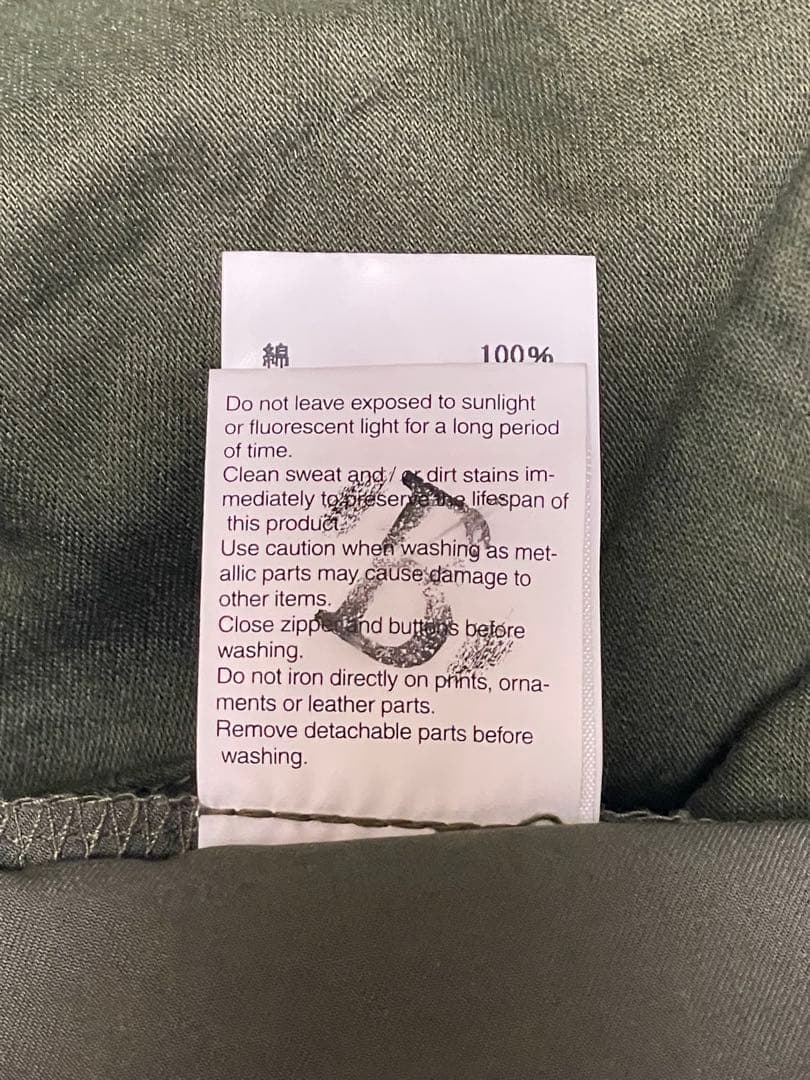 綿 100%
Do not leave exposed to sunlight
or fluorescent light for a long period
of time.
Clean sweat and / or dirt stains im-
mediately to preserve the lifespan of
this product.
Use caution when washing as met-
allic parts may cause damage to
other items.
Close zipper and buttons before
washing.
Do not iron directly on prints, orna-
ments or leather parts.
Remove detachable parts before
washing.